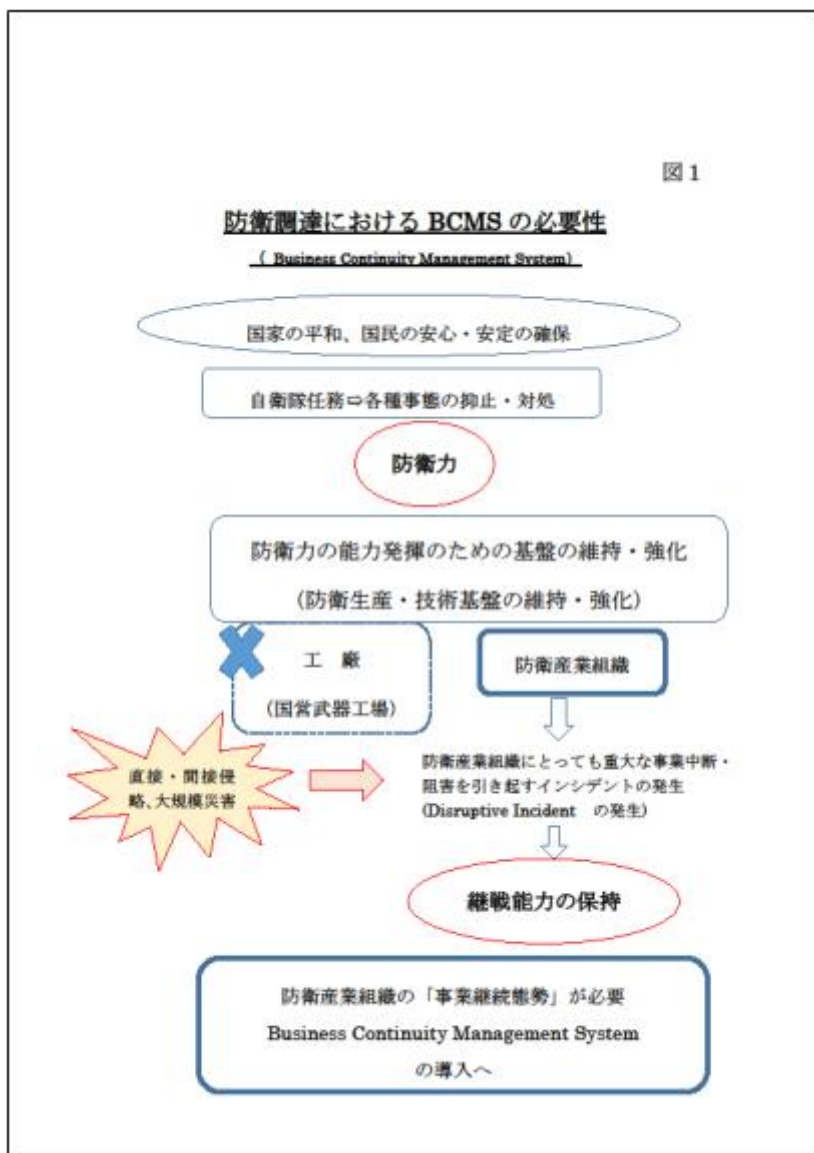 図1
防衛調達における BCMS の必要性
( Business Continuity Management System)
国家の平和、国民の安心・安定の確保
自衛隊任務⇨各種事態の抑止・対処
防衛力
防衛力の能力発揮のための基盤の維持・強化
(防衛生産・技術基盤の維持・強化)
工 廠
(国営武器工場)
防衛産業組織
直接・間接侵
略、大規模災害
防衛産業組織にとっても重大な事業中断・
阻害を引き起すインシデントの発生
(Disruptive Incident の発生)
継戦能力の保持
防衛産業組織の「事業継続態勢」が必要
Business Continuity Management System
の導入へ